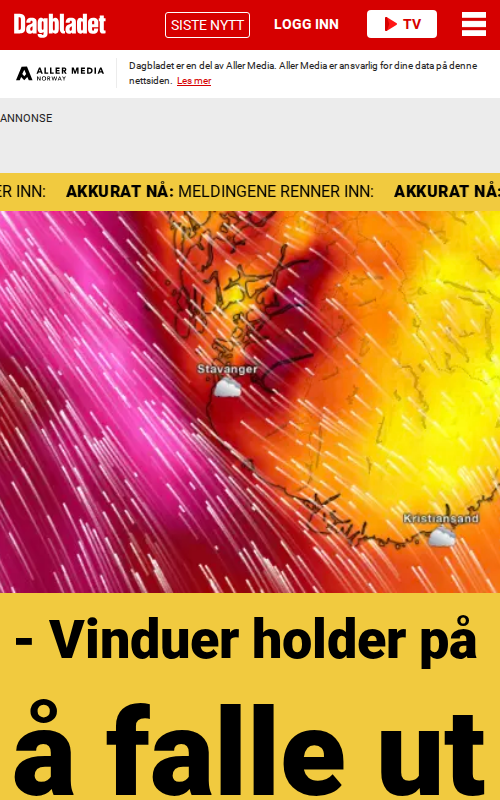 Dagbladet SISTE NYTT LOGG INN TV
ALLER MEDIA
NORWAY
Dagbladet er en del av Aller Media. Aller Media er ansvarlig for dine data på denne
nettsiden. Les mer
ANNONSE
ER INN: AKKURAT NÅ: MELDINGENE RENNER INN: AKKURAT NÅ:
Stavanger
Kristiansand
- Vinduer holder på
å falle ut